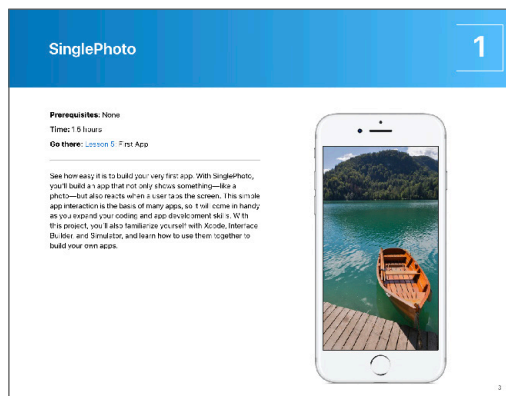 SinglePhoto
1
Prerequisites: None
Time: 1.5 hours
Go there: Lesson 5: First App
See how easy it is to build your very first app. With SinglePhoto,
you'll build an app that not only shows something—like a
photo—but also reacts when a user taps the screen. This simple
app interaction is the basis of many apps, so it will come in handy
as you expand your coding and app development skills. With
this project, you'll also familiarize yourself with Xcode, Interface
Builder, and Simulator, and learn how to use them together to
build your own apps.
3